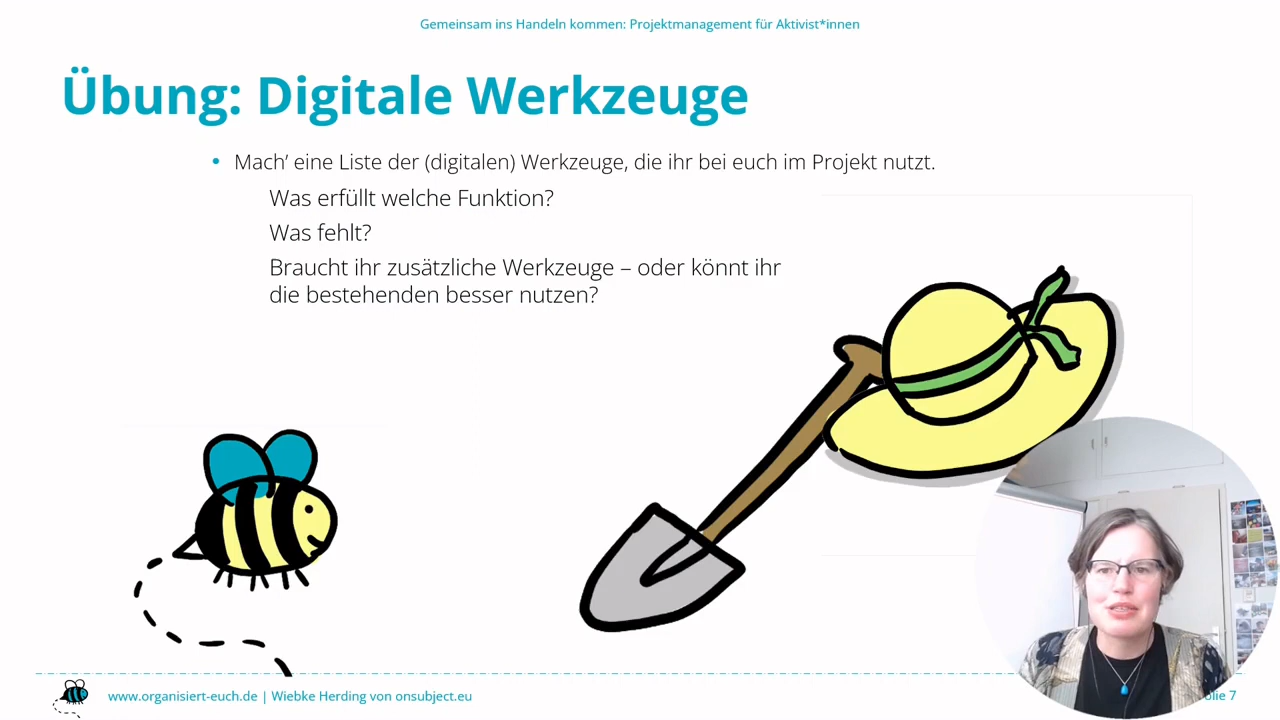 Gemeinsam ins Handeln kommen: Projektmanagement für Aktivist*innen
Übung: Digitale Werkzeuge
• Mach’ eine Liste der (digitalen) Werkzeuge, die ihr bei euch im Projekt nutzt.
Was erfüllt welche Funktion?
Was fehlt?
Braucht ihr zusätzliche Werkzeuge – oder könnt ihr
die bestehenden besser nutzen?
www.organisiert-euch.de | Wiebke Herding von onsubject.eu
7